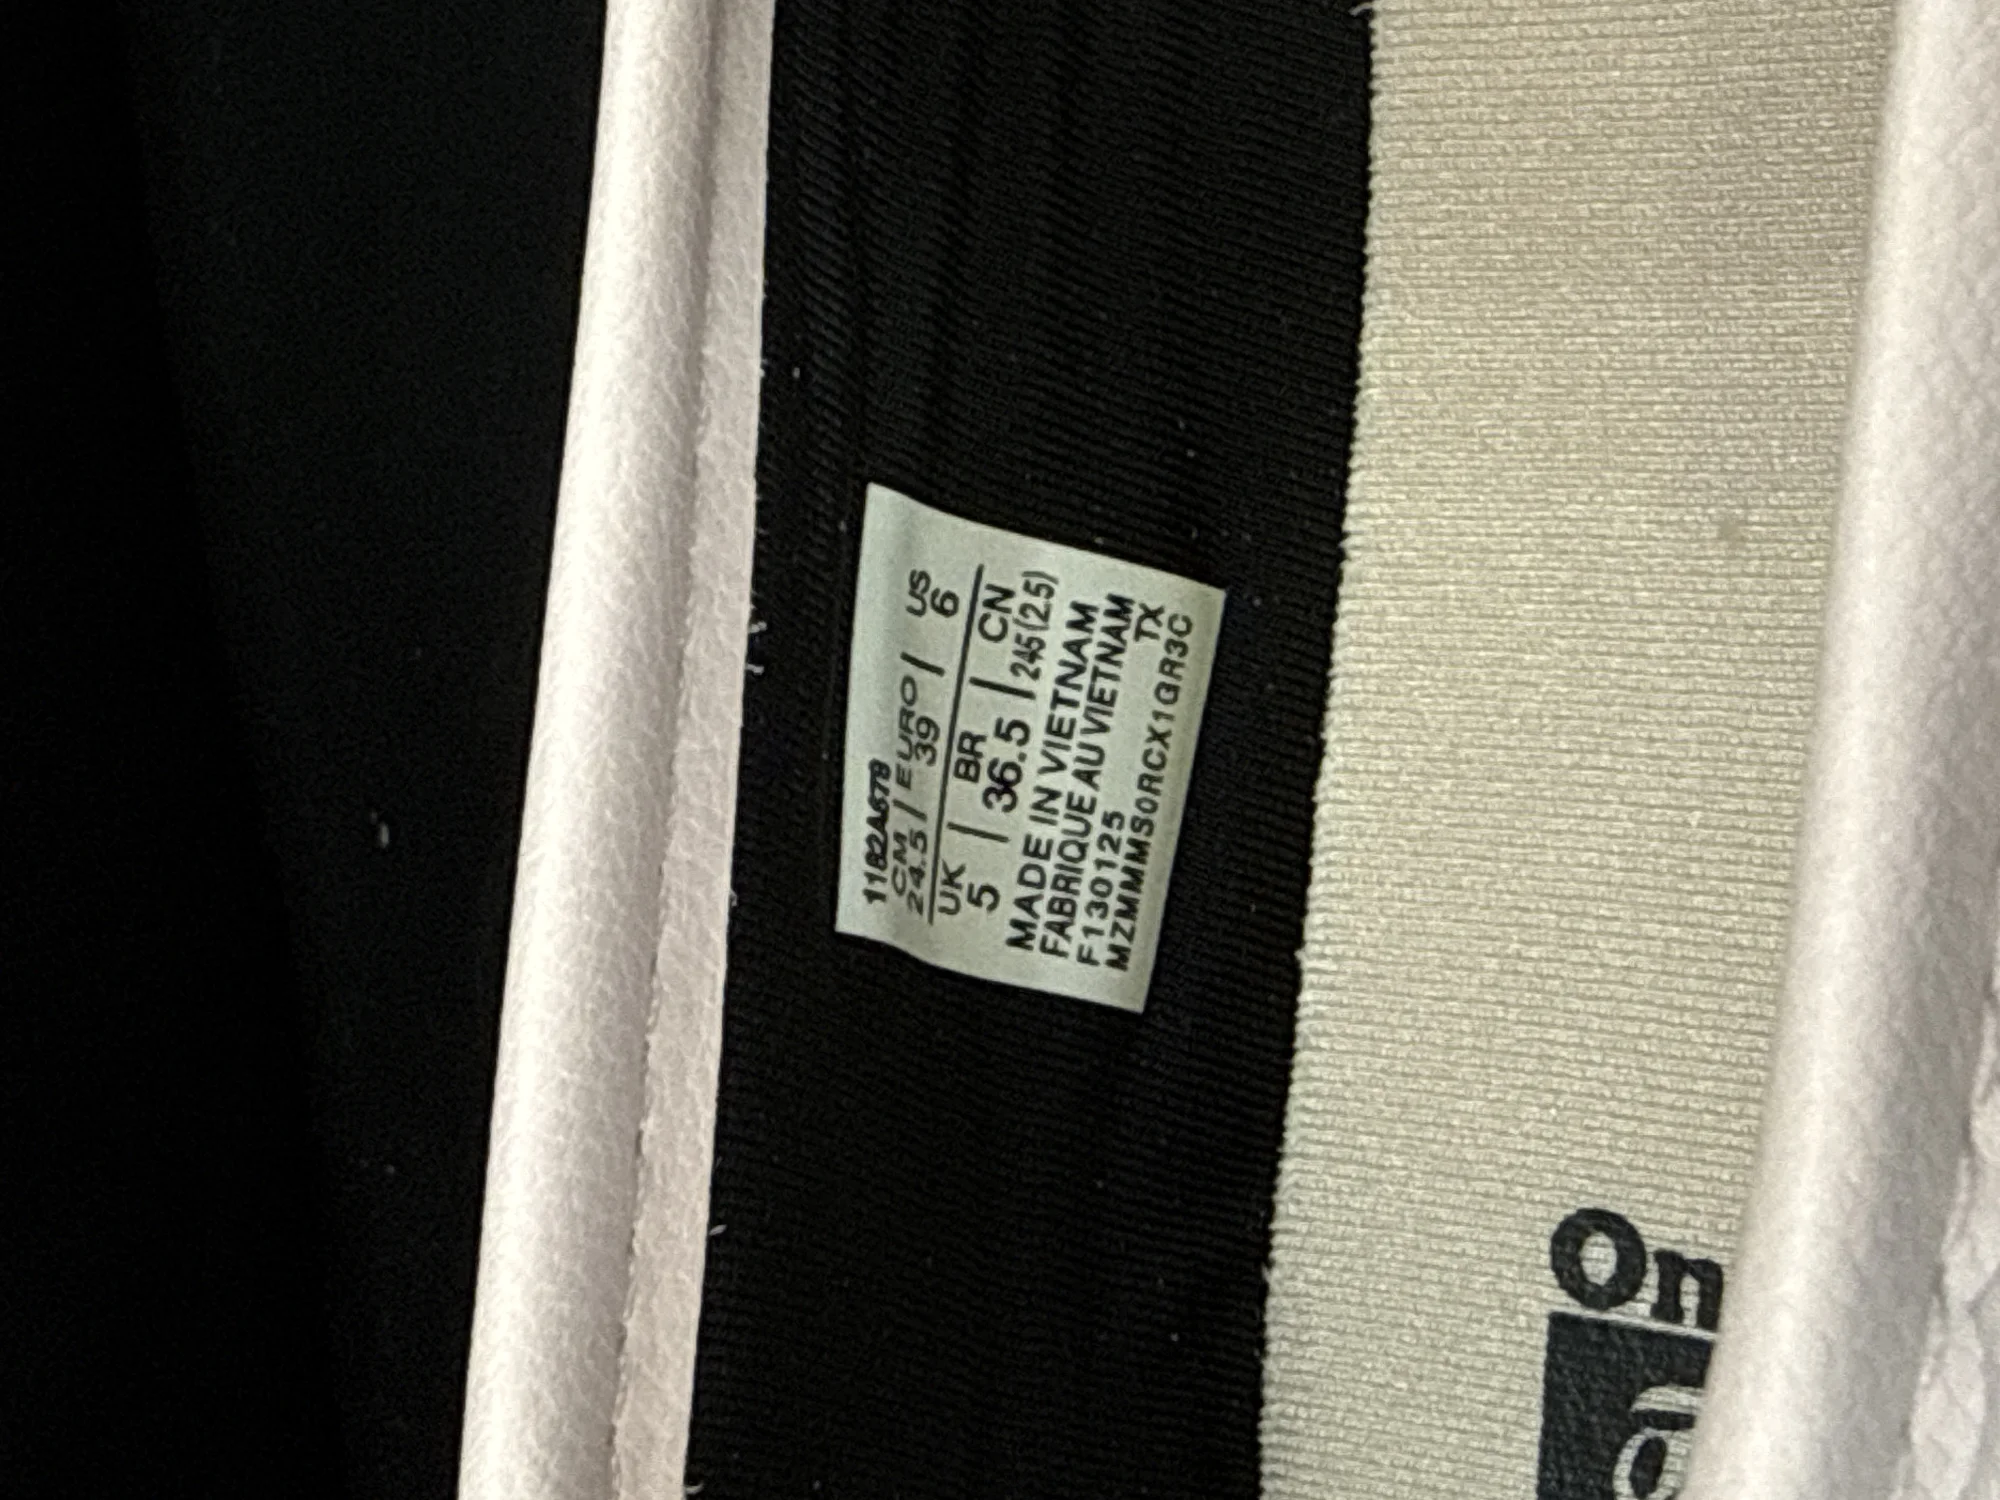 1182A678
CM | EURO | US
24.5 | 39 | 6
UK | BR | CN
5 | 36.5 | 245(2.5)
MADE IN VIETNAM
FABRIQUE AU VIETNAM
F130125 TX
MZMMMMS0RCX1GR3C
On
a